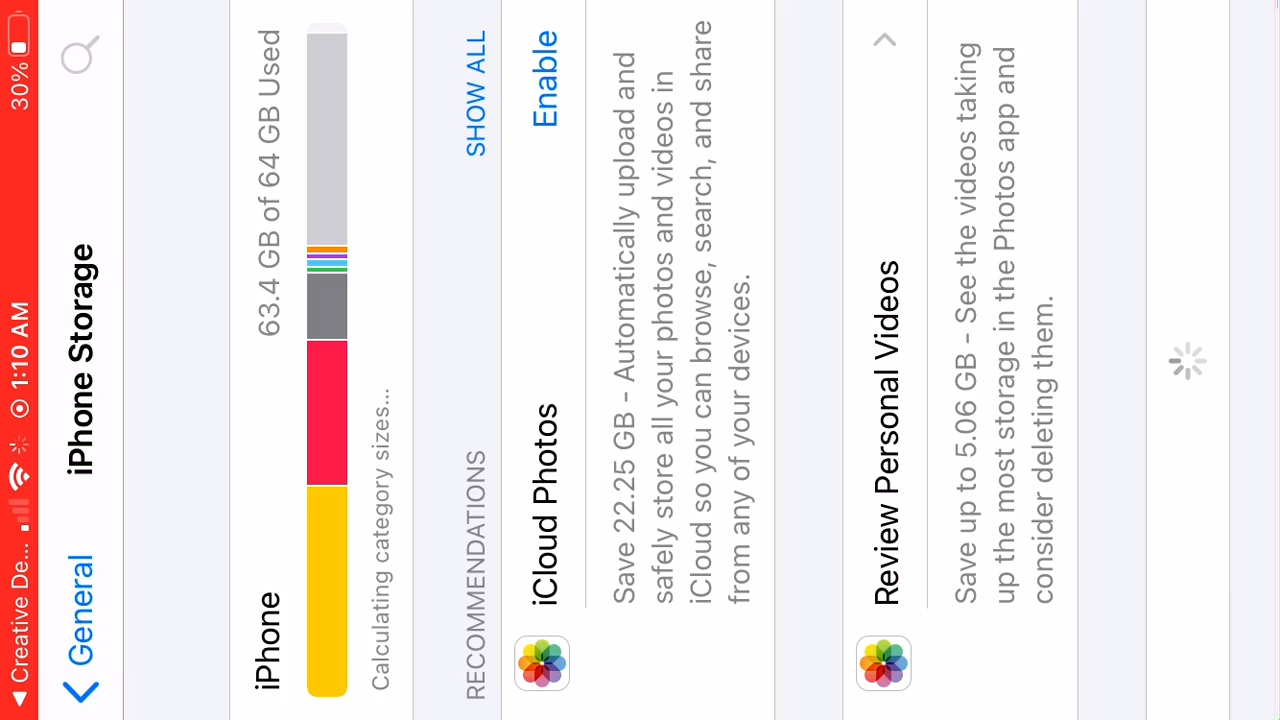 ◀ Creative De... 1:10 AM 30%
General iPhone Storage
iPhone 63.4 GB of 64 GB Used
Calculating category sizes...
RECOMMENDATIONS SHOW ALL
iCloud Photos Enable
Save 22.25 GB - Automatically upload and
safely store all your photos and videos in
iCloud so you can browse, search, and share
from any of your devices.
Review Personal Videos
Save up to 5.06 GB - See the videos taking
up the most storage in the Photos app and
consider deleting them.